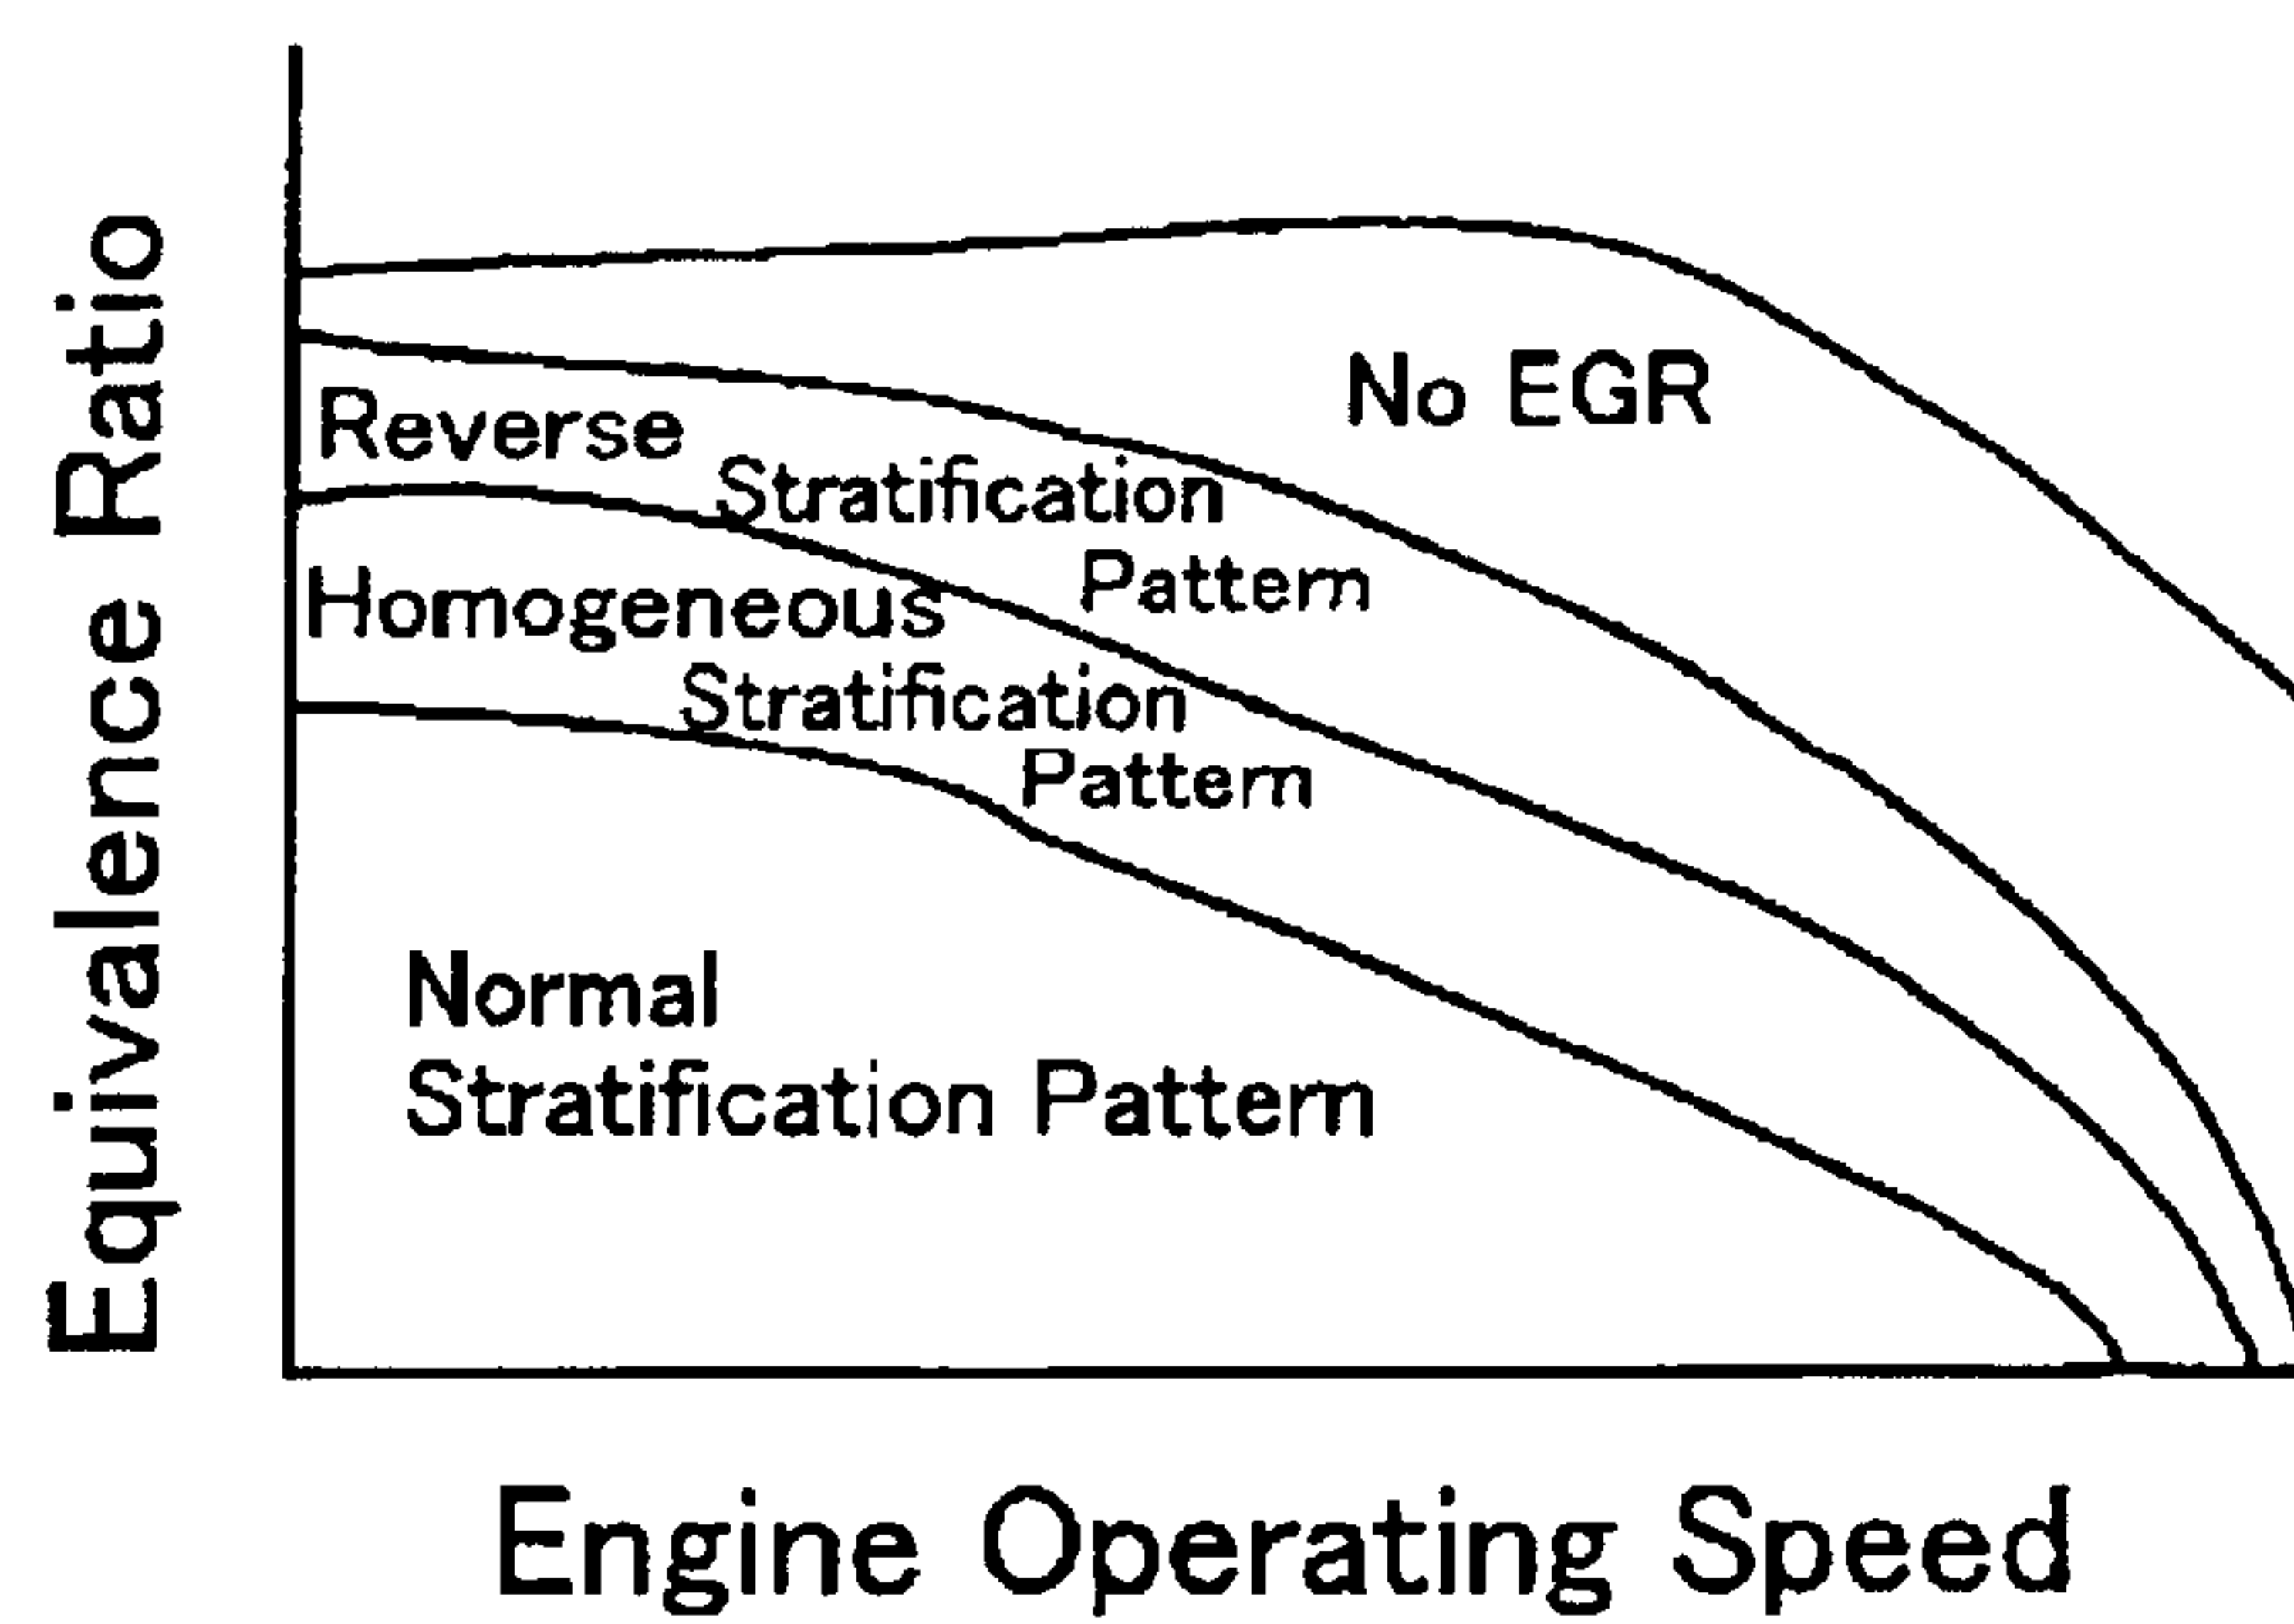 Equivalence Ratio
No EGR
Reverse
Stratification
Pattern
Homogeneous
Stratification
Pattern
Normal
Stratification Pattern
Engine Operating Speed